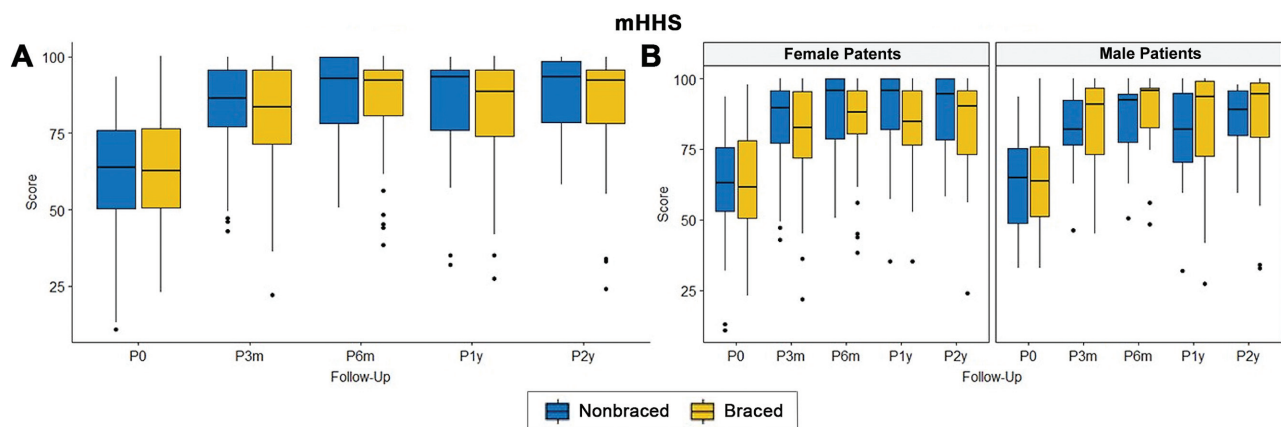 mHHS
A
100
75
50
25
Score
P0 P3m P6m P1y P2y
Follow-Up
B
Female Patents Male Patients
100
75
50
25
Score
P0 P3m P6m P1y P2y P0 P3m P6m P1y P2y
Follow-Up
Nonbraced Braced